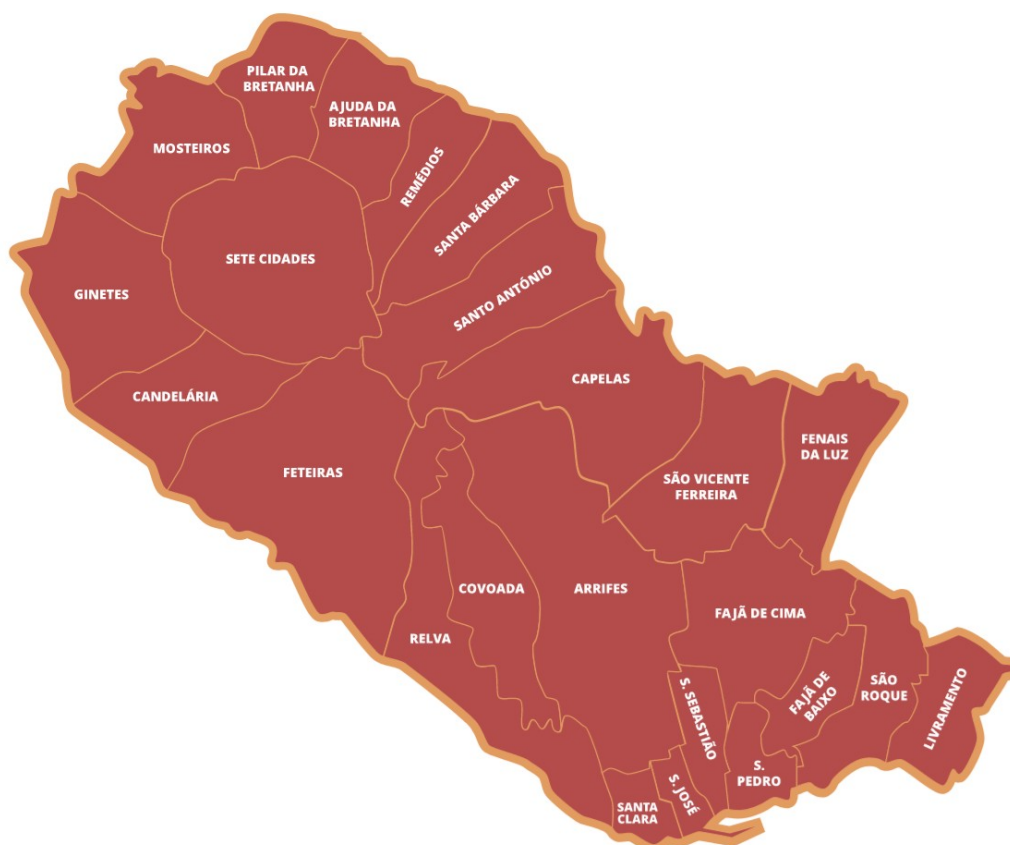 PILAR DA
BRETANHA
AJUDA DA
BRETANHA
MOSTEIROS
REMÉDIOS
SANTA BÁRBARA
SETE CIDADES
SANTO ANTÓNIO
GINETES
CAPELAS
CANDELÁRIA
FENAIS
DA LUZ
FETEIRAS
SÃO VICENTE
FERREIRA
COVOADA
ARRIFES
FAJÃ DE CIMA
RELVA
FAJÃ DE
BAIXO
SÃO
ROQUE
LIVRAMENTO
S. SEBASTIÃO
S.
PEDRO
S. JOSÉ
SANTA
CLARA